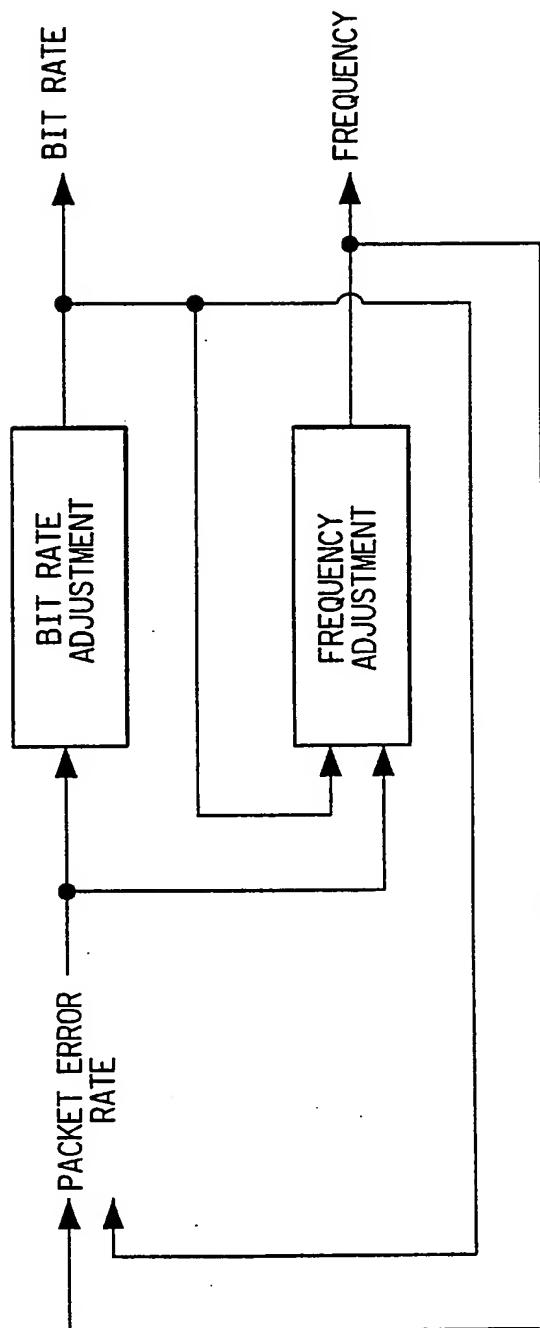 PACKET ERROR
RATE
BIT RATE
ADJUSTMENT
BIT RATE
FREQUENCY
ADJUSTMENT
FREQUENCY